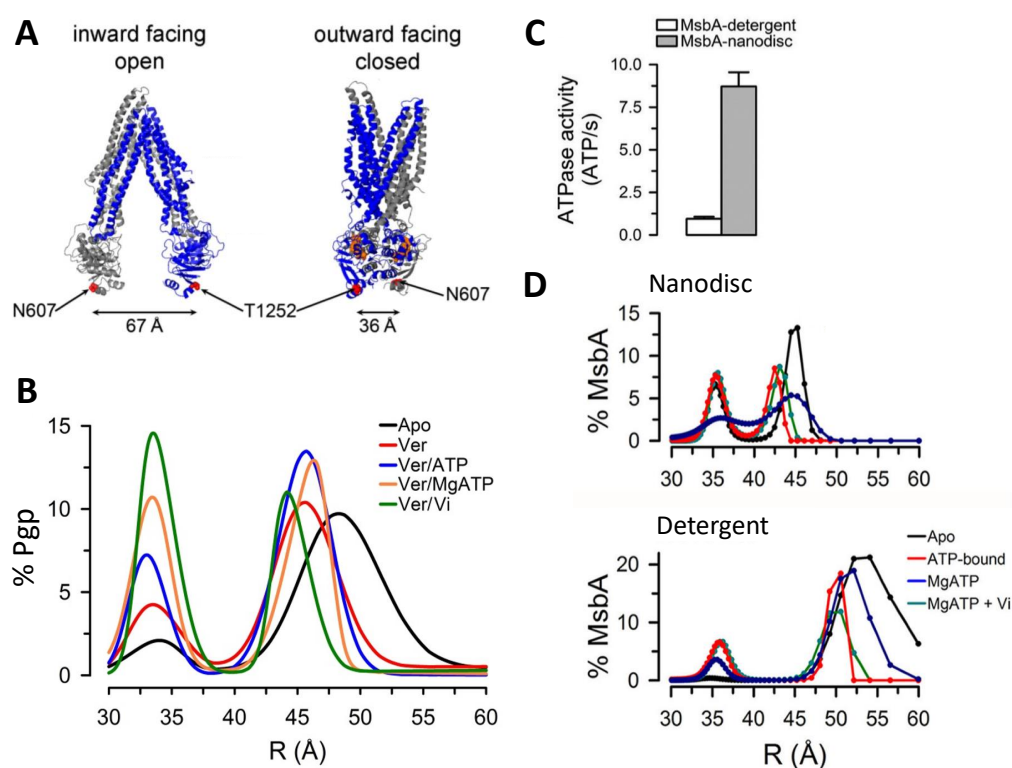 A
inward facing
open
outward facing
closed
N607
T1252
N607
67 Å
36 Å
B
15
10
5
0
% Pgp
Apo
Ver
Ver/ATP
Ver/MgATP
Ver/Vi
30 35 40 45 50 55 60
R (Å)
C
MsbA-detergent
MsbA-nanodisc
10.0
7.5
5.0
2.5
0.0
ATPase activity
(ATP/s)
D
Nanodisc
15
10
5
0
% MsbA
30 35 40 45 50 55 60
Detergent
20
10
0
% MsbA
Apo
ATP-bound
MgATP
MgATP + Vi
30 35 40 45 50 55 60
R (Å)